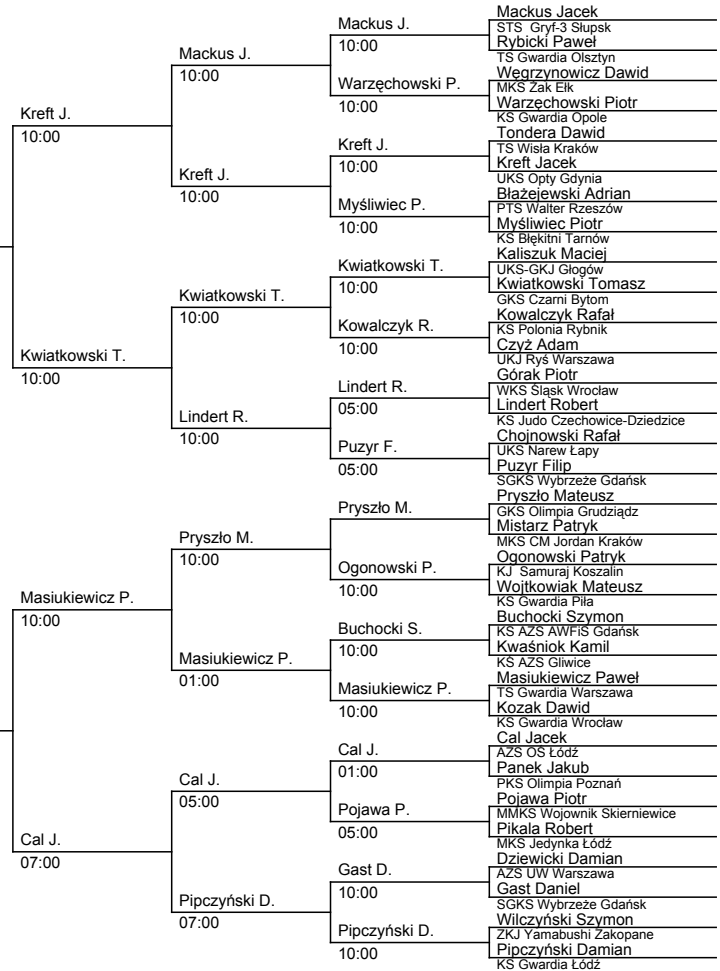 Mackus Jacek
STS Gryf-3 Słupsk
Rybicki Paweł
TS Gwardia Olsztyn
Węgrzynowicz Dawid
MKS Żak Ełk
Warzęchowski Piotr
KS Gwardia Opole
Tondera Dawid
TS Wisła Kraków
Kreft Jacek
UKS Opty Gdynia
Błażejewski Adrian
PTS Walter Rzeszów
Myśliwiec Piotr
KS Błękitni Tarnów
Kaliszuk Maciej
UKS-GKJ Głogów
Kwiatkowski Tomasz
GKS Czarni Bytom
Kowalczyk Rafał
KS Polonia Rybnik
Czyż Adam
UKJ Ryś Warszawa
Górak Piotr
WKS Śląsk Wrocław
Lindert Robert
KS Judo Czechowice-Dziedzice
Chojnowski Rafał
UKS Narew Łapy
Puzyr Filip
SGKS Wybrzeże Gdańsk
Pryszło Mateusz
GKS Olimpia Grudziądz
Mistarz Patryk
MKS CM Jordan Kraków
Ogonowski Patryk
KJ Samuraj Koszalin
Wojtkowiak Mateusz
KS Gwardia Piła
Buchocki Szymon
KS AZS AWFiS Gdańsk
Kwaśniok Kamil
KS AZS Gliwice
Masiukiewicz Paweł
TS Gwardia Warszawa
Kozak Dawid
KS Gwardia Wrocław
Cal Jacek
AZS OŚ Łódź
Panek Jakub
PKS Olimpia Poznań
Pojawa Piotr
MMKS Wojownik Skierniewice
Pikala Robert
MKS Jedynka Łódź
Dziewicki Damian
AZS UW Warszawa
Gast Daniel
SGKS Wybrzeże Gdańsk
Wilczyński Szymon
ZKJ Yamabushi Zakopane
Pipczyński Damian
KS Gwardia Łódź
Mackus J.
10:00
Warzęchowski P.
10:00
Kreft J.
10:00
Myśliwiec P.
10:00
Kwiatkowski T.
10:00
Kowalczyk R.
10:00
Lindert R.
05:00
Puzyr F.
05:00
Pryszło M.
Ogonowski P.
10:00
Buchocki S.
10:00
Masiukiewicz P.
10:00
Cal J.
01:00
Pojawa P.
05:00
Gast D.
10:00
Pipczyński D.
10:00
Mackus J.
10:00
Kreft J.
10:00
Kwiatkowski T.
10:00
Lindert R.
10:00
Pryszło M.
10:00
Masiukiewicz P.
01:00
Cal J.
05:00
Pipczyński D.
07:00
Kreft J.
10:00
Kwiatkowski T.
10:00
Masiukiewicz P.
10:00
Cal J.
07:00